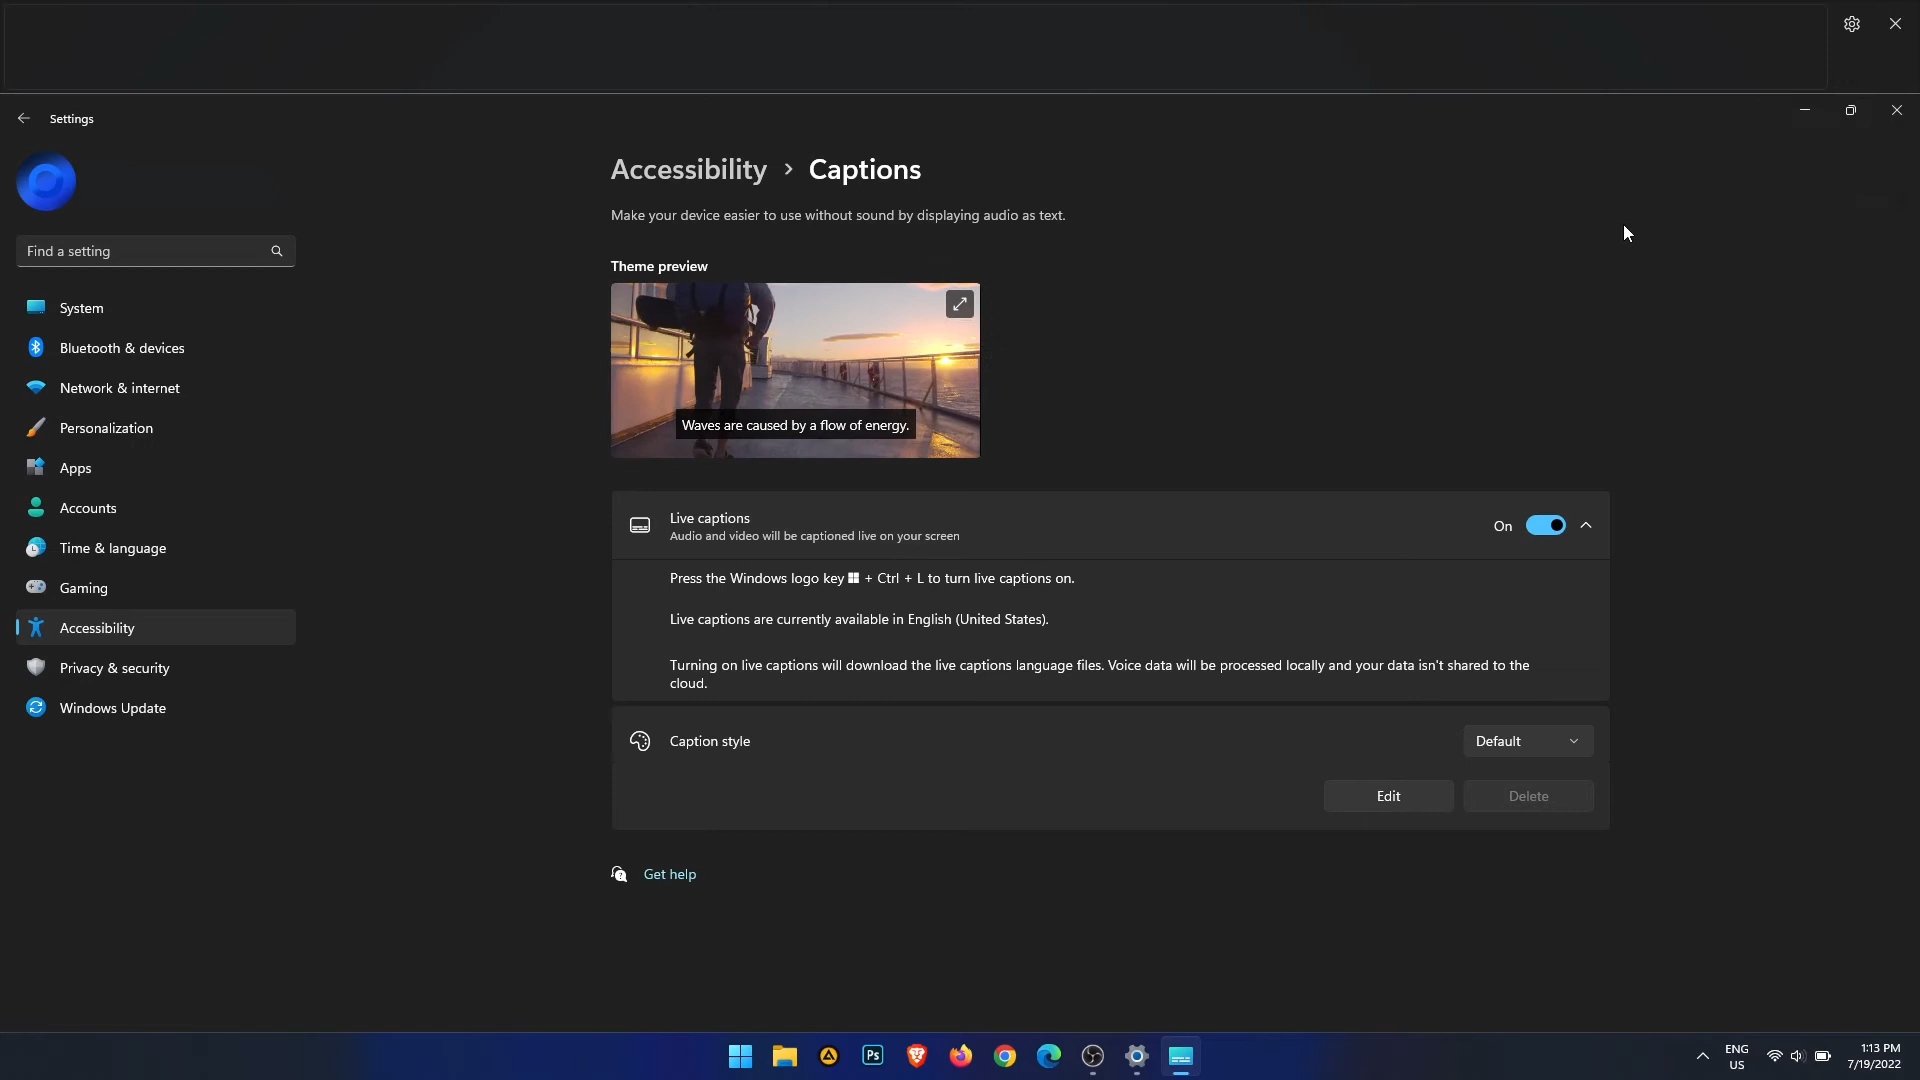 Settings
Find a setting
System
Bluetooth & devices
Network & internet
Personalization
Apps
Accounts
Time & language
Gaming
Accessibility
Privacy & security
Windows Update
Accessibility > Captions
Make your device easier to use without sound by displaying audio as text.
Theme preview
Waves are caused by a flow of energy.
Live captions
Audio and video will be captioned live on your screen
On
Press the Windows logo key + Ctrl + L to turn live captions on.
Live captions are currently available in English (United States).
Turning on live captions will download the live captions language files. Voice data will be processed locally and your data isn't shared to the
cloud.
Caption style
Default
Edit
Delete
Get help
Ps
ENG
US
1:13 PM
7/19/2022